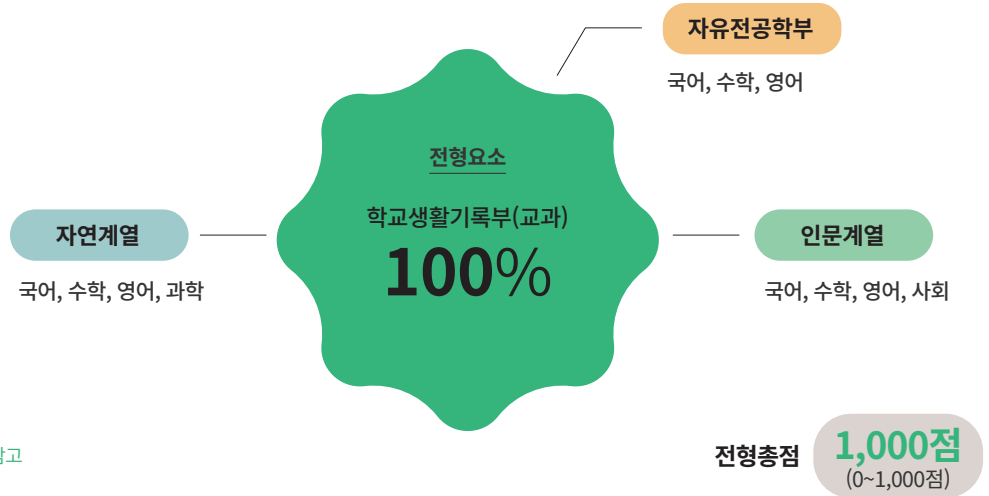 자유전공학부
국어, 수학, 영어
전형요소
학교생활기록부(교과)
100%
자연계열
국어, 수학, 영어, 과학
인문계열
국어, 수학, 영어, 사회
참고
전형총점
1,000점
(0~1,000점)